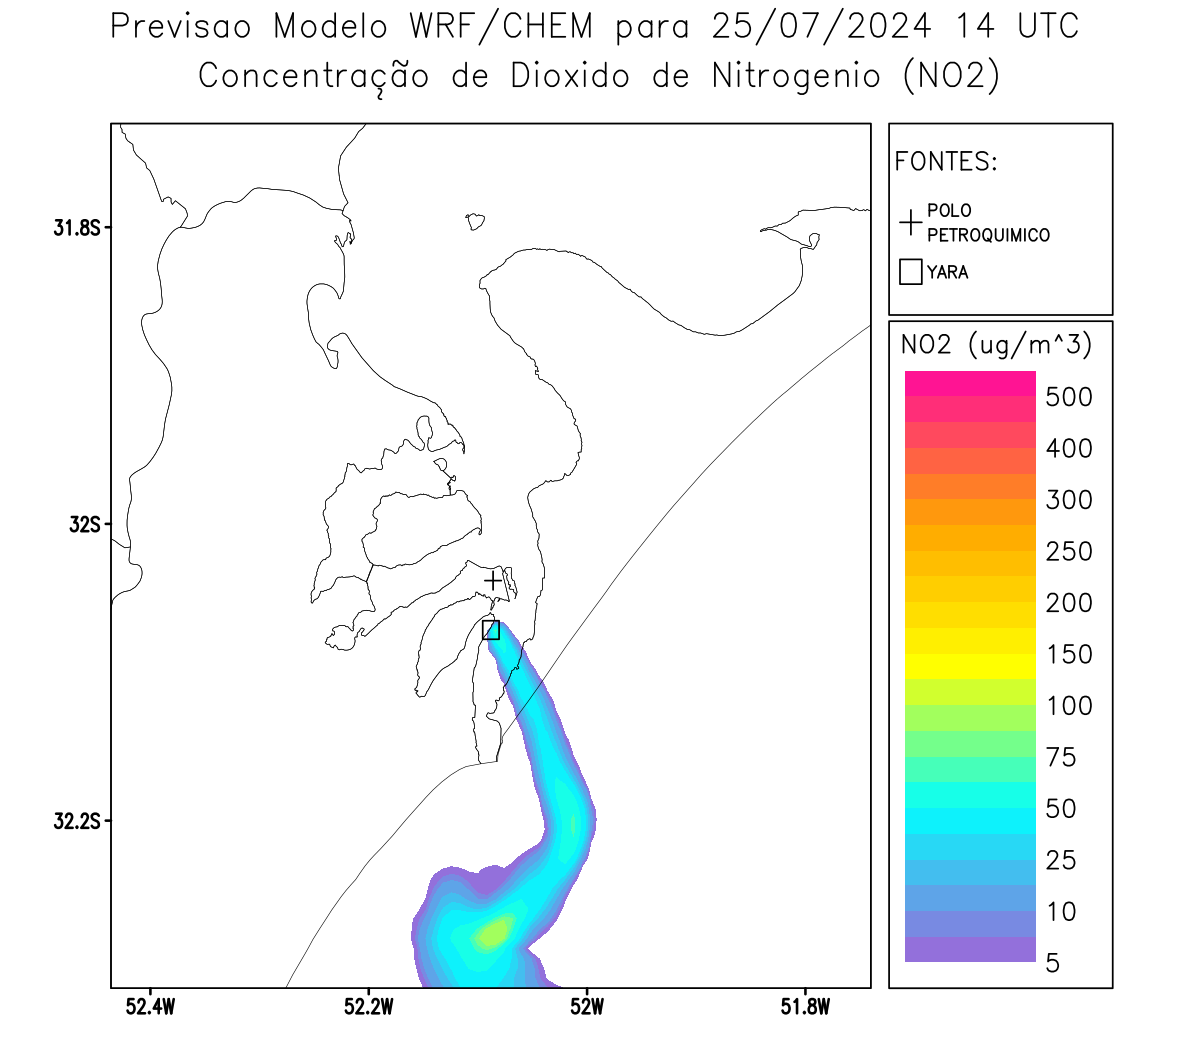 Previsao Modelo WRF/CHEM para 25/07/2024 14 UTC
Concentração de Dioxido de Nitrogenio (NO2)
FONTES:
POLO
PETROQUIMICO
YARA
NO2 (ug/m^3)
500
400
300
250
200
150
100
75
50
25
10
5
31.8S
32S
32.2S
52.4W
52.2W
52W
51.8W